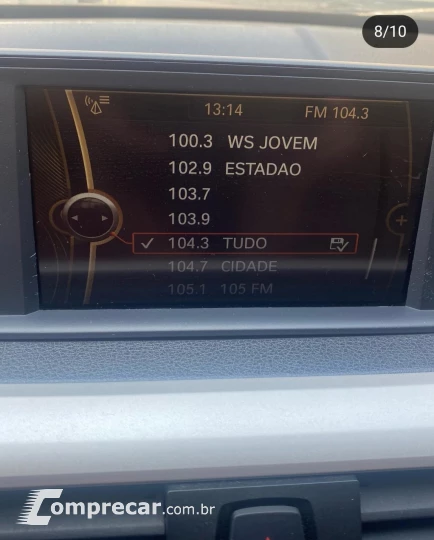 8/10
13:14 FM 104.3
100.3 WS JOVEM
102.9 ESTADAO
103.7
103.9
104.3 TUDO
104.7 CIDADE
105.1 105 FM
Comprecar.com.br